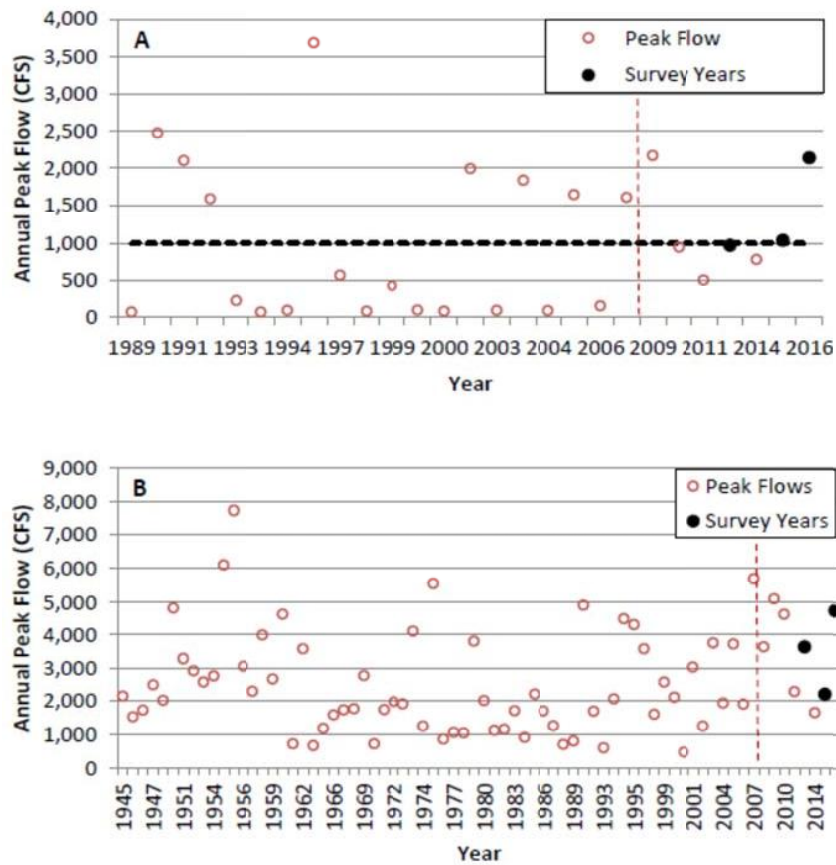 A
Peak Flow
Survey Years
Annual Peak Flow (CFS)
4,000
3,500
3,000
2,500
2,000
1,500
1,000
500
0
1989 1991 1993 1994 1997 1999 2000 2003 2004 2006 2009 2011 2014 2016
Year
B
Peak Flows
Survey Years
Annual Peak Flow (CFS)
9,000
8,000
7,000
6,000
5,000
4,000
3,000
2,000
1,000
0
1945 1947 1951 1954 1956 1959 1963 1966 1969 1972 1974 1977 1980 1983 1986 1989 1993 1995 1998 2001 2004 2007 2010 2014
Year